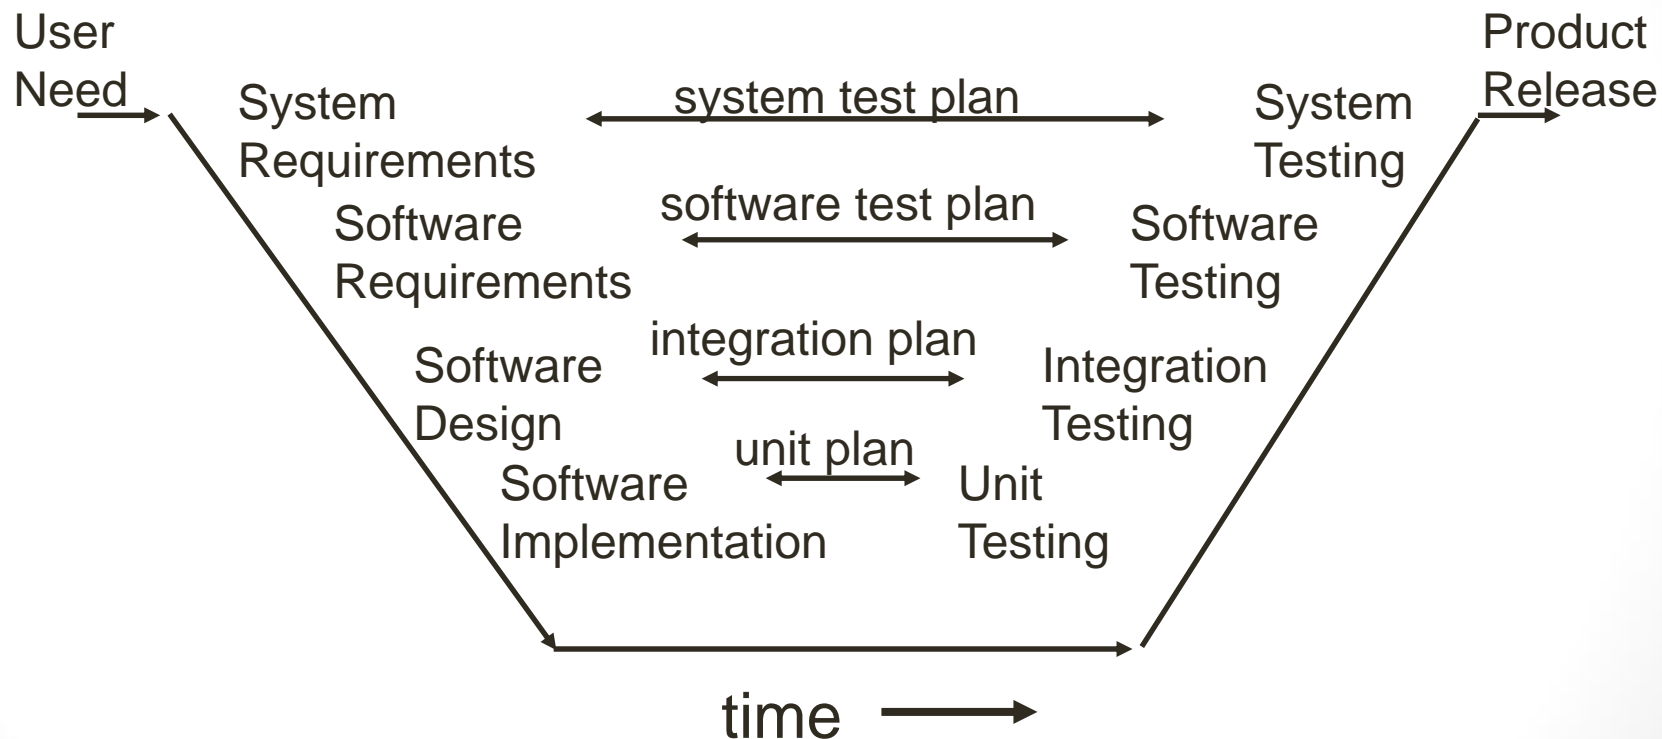 User
Need
Product
Release
System
Requirements
system test plan
System
Testing
Software
Requirements
software test plan
Software
Testing
Software
Design
integration plan
Integration
Testing
Software
Implementation
unit plan
Unit
Testing
time